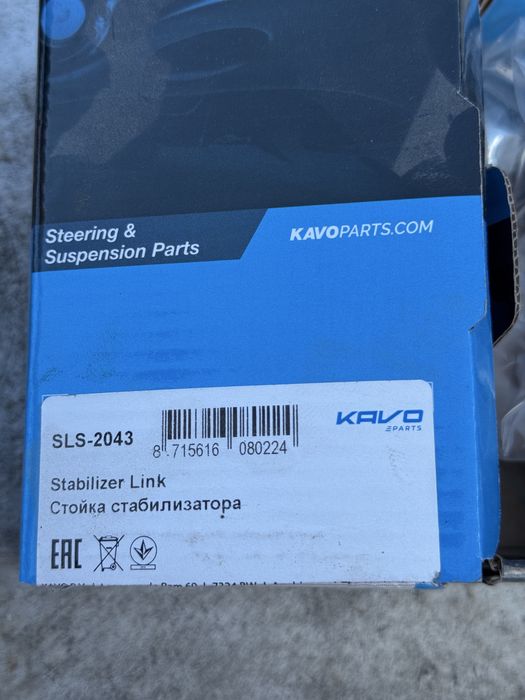 Steering &
Suspension Parts
KAVOPARTS.COM
SLS-2043
KAVO
PARTS
8 715616 080224
Stabilizer Link
Стойка стабилизатора
EAC